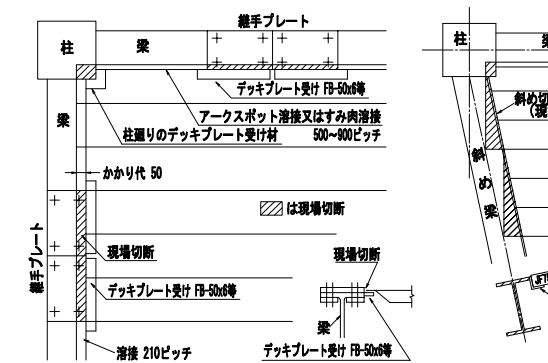 継手プレート
柱
梁
柱
デッキプレート受け FB-50x6等
アークスポット溶接又はすみ肉溶接
柱廻りのデッキプレート受け材
500～900ピッチ
梁
かかり代 50
は現場切断
継手プレート
現場切断
デッキプレート受け FB-50x6等
溶接 210ピッチ
現場切断
梁
デッキプレート受け FB-50x6等
斜め切
(現
斜め梁